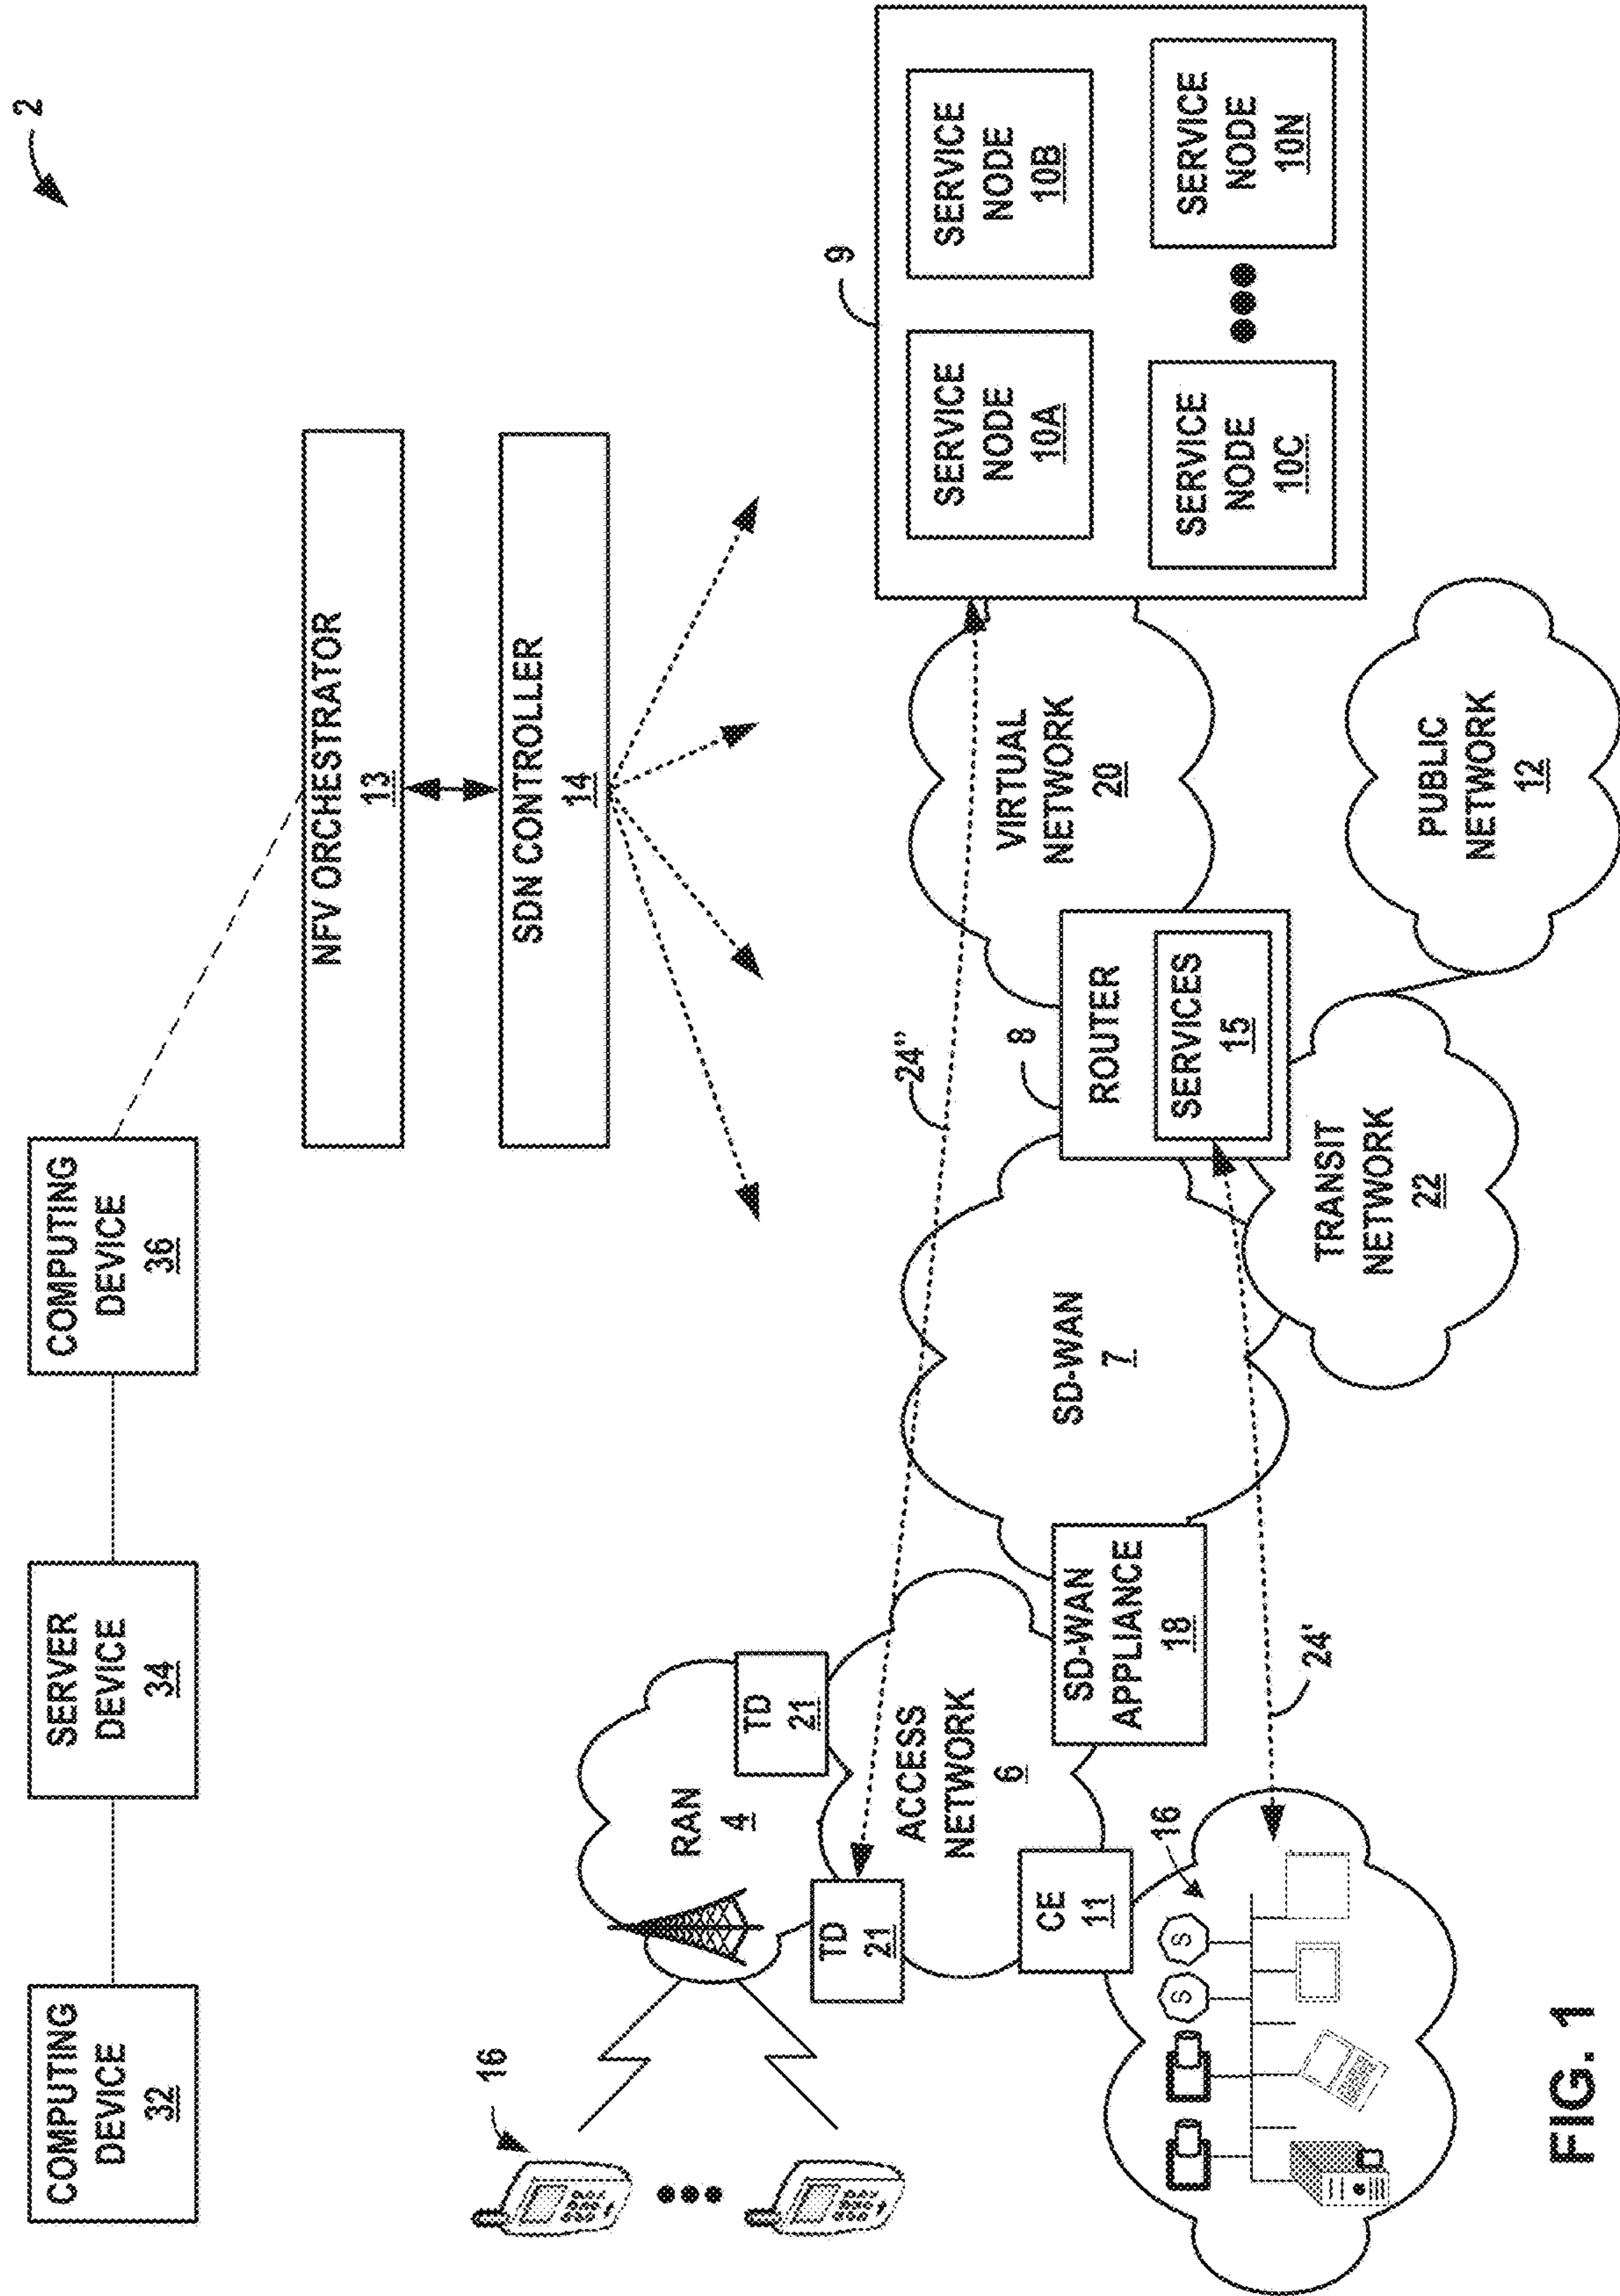 2
COMPUTING
DEVICE
32
SERVER
DEVICE
34
COMPUTING
DEVICE
36
NFV ORCHESTRATOR
13
SDN CONTROLLER
14
16
RAN
4
TD
21
TD
21
ACCESS
NETWORK
6
CE
11
SD-WAN
APPLIANCE
18
SD-WAN
7
24"
8
ROUTER
SERVICES
15
VIRTUAL
NETWORK
20
9
SERVICE
NODE
10A
SERVICE
NODE
10B
SERVICE
NODE
10C
SERVICE
NODE
10N
TRANSIT
NETWORK
22
PUBLIC
NETWORK
12
24'
16
S
S
FIG. 1